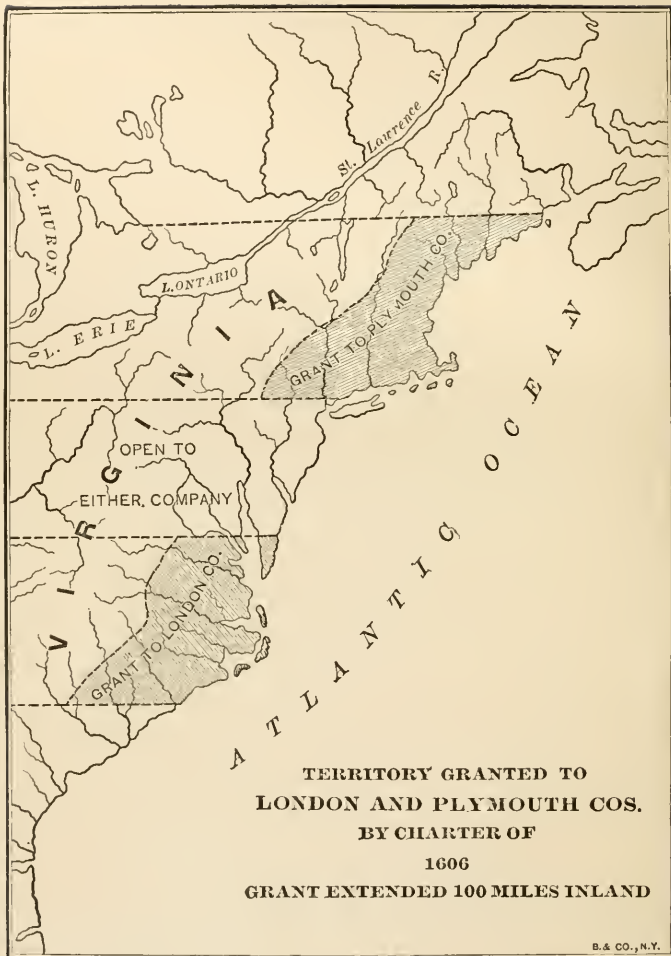 St. Lawrence R.
L. HURON
L. ONTARIO
L. ERIE
VIRGINIA
GRANT TO PLYMOUTH CO.
OPEN TO
EITHER COMPANY
GRANT TO LONDON CO.
ATLANTIC OCEAN
TERRITORY GRANTED TO
LONDON AND PLYMOUTH COS.
BY CHARTER OF
1606
GRANT EXTENDED 100 MILES INLAND
B. & CO., N.Y.